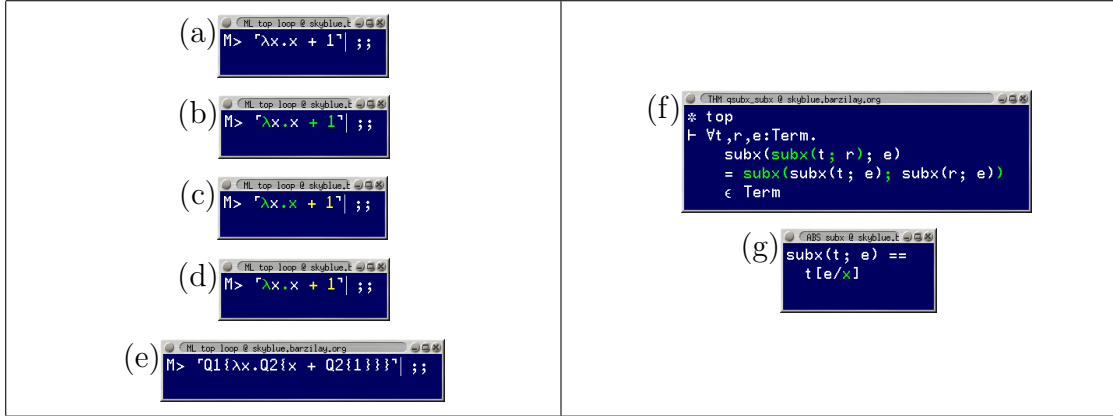 (a)
ML top loop @ skyblue.b
M> ⌜λx.x + 1⌝ ;;
(b)
ML top loop @ skyblue.b
M> ⌜λx.x + 1⌝ ;;
(c)
ML top loop @ skyblue.b
M> ⌜λx.x + 1⌝ ;;
(d)
ML top loop @ skyblue.b
M> ⌜λx.x + 1⌝ ;;
(e)
ML top loop @ skyblue.barzilay.org
M> ⌜Q1{λx.Q2{x + Q2{1}}}⌝ ;;
(f)
THM qsubx_subx @ skyblue.barzilay.org
* top
⊢ ∀t,r,e:Term.
subx(subx(t; r); e)
= subx(subx(t; e); subx(r; e))
ϵ Term
(g)
ABS subx @ skyblue.b
subx(t; e) ==
t[e/x]